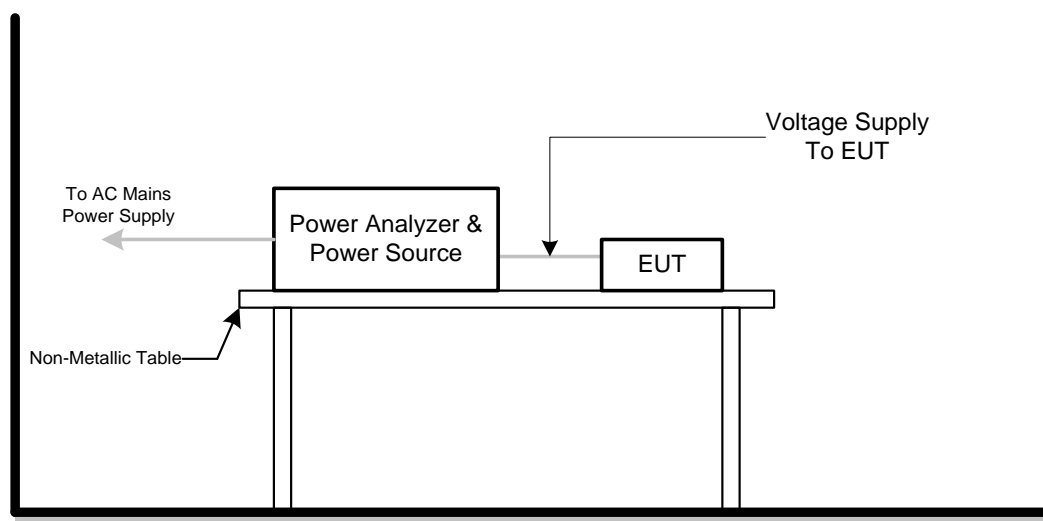 Voltage Supply
To EUT
To AC Mains
Power Supply
Power Analyzer &
Power Source
EUT
Non-Metallic Table